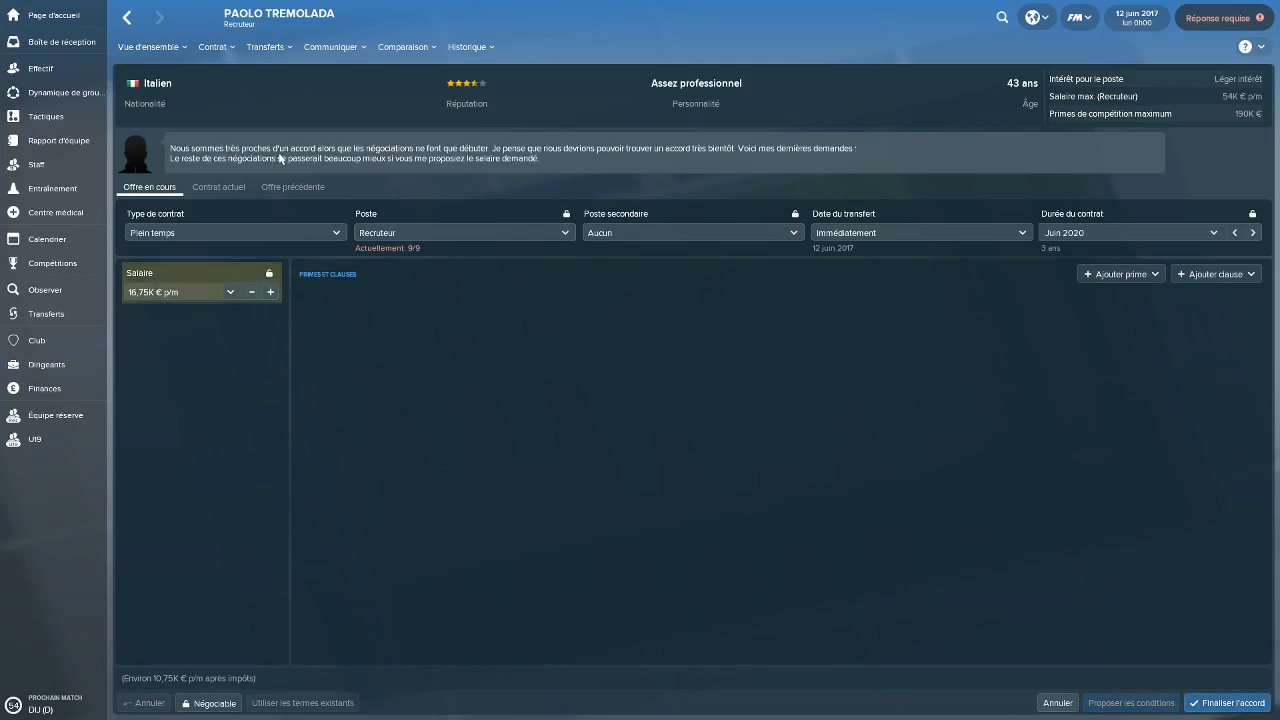 Page d'accueil
Boîte de réception
Effectif
Dynamique de grou...
Tactiques
Rapport d'équipe
Staff
Entraînement
Centre médical
Calendrier
Compétitions
Observer
Transferts
Club
Dirigeants
Finances
Équipe réserve
U19
54
PROCHAIN MATCH
DIJ (D)
PAOLO TREMOLADA
Recruteur
FM
12 juin 2017
lun 0h00
Réponse requise
Vue d'ensemble
Contrat
Transferts
Communiquer
Comparaison
Historique
?
Italien
Nationalité
Réputation
Assez professionnel
Personnalité
43 ans
Âge
Intérêt pour le poste Léger intérêt
Salaire max. (Recruteur) 54K € p/m
Primes de compétition maximum 190K €
Nous sommes très proches d'un accord alors que les négociations ne font que débuter. Je pense que nous devrions pouvoir trouver un accord très bientôt. Voici mes dernières demandes :
Le reste de ces négociations se passerait beaucoup mieux si vous me proposiez le salaire demandé.
Offre en cours
Contrat actuel
Offre précédente
Type de contrat
Plein temps
Poste
Recruteur
Actuellement: 9/9
Poste secondaire
Aucun
Date du transfert
Immédiatement
12 juin 2017
Durée du contrat
Juin 2020
3 ans
Salaire
16,75K € p/m
PRIMES ET CLAUSES
Ajouter prime
Ajouter clause
(Environ 10,75K € p/m après impôts)
Annuler
Négociable
Utiliser les termes existants
Annuler
Proposer les conditions
Finaliser l'accord